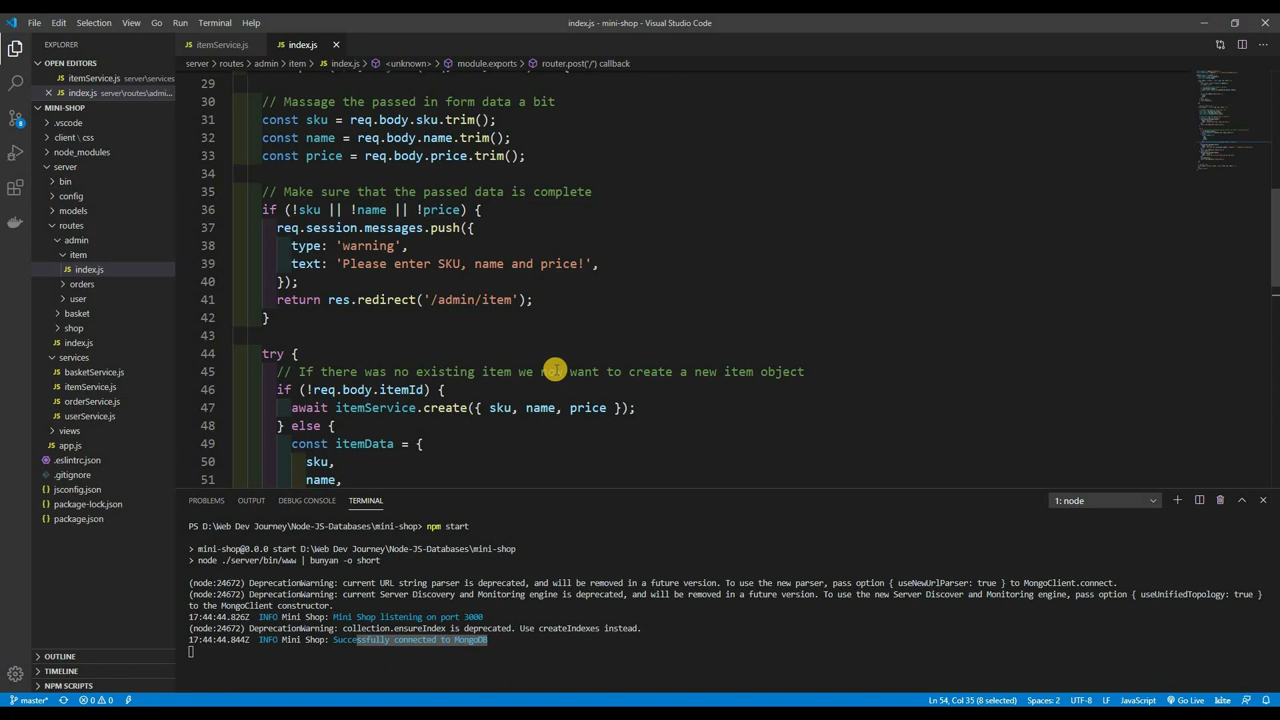 File Edit Selection View Go Run Terminal Help
index.js - mini-shop - Visual Studio Code
EXPLORER
OPEN EDITORS
JS itemService.js server\services
JS index.js server\routes\admi...
MINI-SHOP
.vscode
client \ css
node_modules
server
bin
config
models
routes
admin
item
JS index.js
orders
user
basket
shop
JS index.js
services
JS basketService.js
JS itemService.js
JS orderService.js
JS userService.js
views
JS app.js
.eslintrc.json
.gitignore
jsconfig.json
package-lock.json
package.json
OUTLINE
TIMELINE
NPM SCRIPTS
JS itemService.js
JS index.js
server > routes > admin > item > JS index.js > <unknown> > module.exports > router.post('/') callback
29
30 // Massage the passed in form data a bit
31 const sku = req.body.sku.trim();
32 const name = req.body.name.trim();
33 const price = req.body.price.trim();
34
35 // Make sure that the passed data is complete
36 if (!sku || !name || !price) {
37 req.session.messages.push({
38 type: 'warning',
39 text: 'Please enter SKU, name and price!',
40 });
41 return res.redirect('/admin/item');
42 }
43
44 try {
45 // If there was no existing item we now want to create a new item object
46 if (!req.body.itemId) {
47 await itemService.create({ sku, name, price });
48 } else {
49 const itemData = {
50 sku,
51 name,
PROBLEMS OUTPUT DEBUG CONSOLE TERMINAL
1: node
PS D:\Web Dev Journey\Node-JS-Databases\mini-shop> npm start
> mini-shop@0.0.0 start D:\Web Dev Journey\Node-JS-Databases\mini-shop
> node ./server/bin/www | bunyan -o short
(node:24672) DeprecationWarning: current URL string parser is deprecated, and will be removed in a future version. To use the new parser, pass option { useNewUrlParser: true } to MongoClient.connect.
(node:24672) DeprecationWarning: current Server Discovery and Monitoring engine is deprecated, and will be removed in a future version. To use the new Server Discover and Monitoring engine, pass option { useUnifiedTopology: true }
to the MongoClient constructor.
17:44:44.826Z INFO Mini Shop: Mini Shop listening on port 3000
(node:24672) DeprecationWarning: collection.ensureIndex is deprecated. Use createIndexes instead.
17:44:44.844Z INFO Mini Shop: Successfully connected to MongoDB
master* 0 0 Ln 54, Col 35 (8 selected) Spaces: 2 UTF-8 LF JavaScript Go Live kite